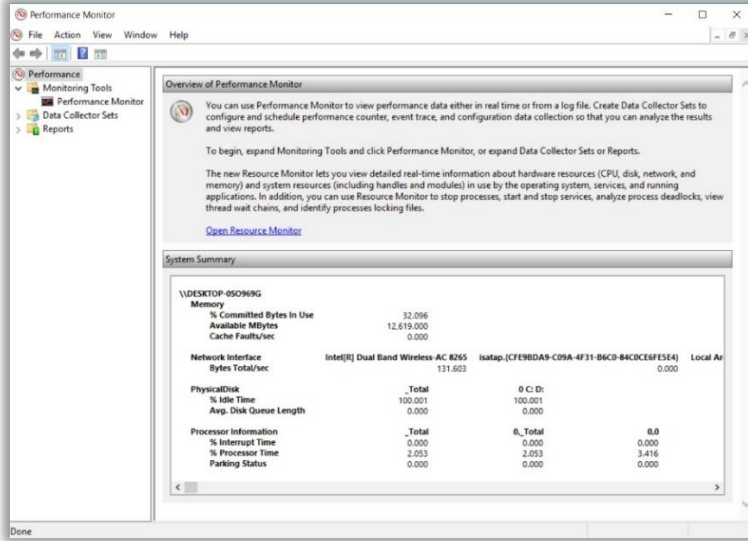 Performance Monitor
File Action View Window Help
Performance
Monitoring Tools
Performance Monitor
Data Collector Sets
Reports
Overview of Performance Monitor
You can use Performance Monitor to view performance data either in real time or from a log file. Create Data Collector Sets to
configure and schedule performance counter, event trace, and configuration data collection so that you can analyze the results
and view reports.
To begin, expand Monitoring Tools and click Performance Monitor, or expand Data Collector Sets or Reports.
The new Resource Monitor lets you view detailed real-time information about hardware resources (CPU, disk, network, and
memory) and system resources (including handles and modules) in use by the operating system, services, and running
applications. In addition, you can use Resource Monitor to stop processes, start and stop services, analyze process deadlocks, view
thread wait chains, and identify processes locking files.
Open Resource Monitor
System Summary
\\DESKTOP-0SO969G
Memory
% Committed Bytes In Use 32.096
Available MBytes 12,619.000
Cache Faults/sec 0.000
Network Interface Intel[R] Dual Band Wireless-AC 8265 isatap.{CFE9BDA9-C09A-4F31-B6C0-84C0CE6FE5E4} Local Ar
Bytes Total/sec 131.603 0.000
PhysicalDisk _Total 0 C: D:
% Idle Time 100.001 100.001
Avg. Disk Queue Length 0.000 0.000
Processor Information _Total 0,_Total 0,0
% Interrupt Time 0.000 0.000 0.000
% Processor Time 2.053 2.053 3.416
Parking Status 0.000 0.000 0.000
Done